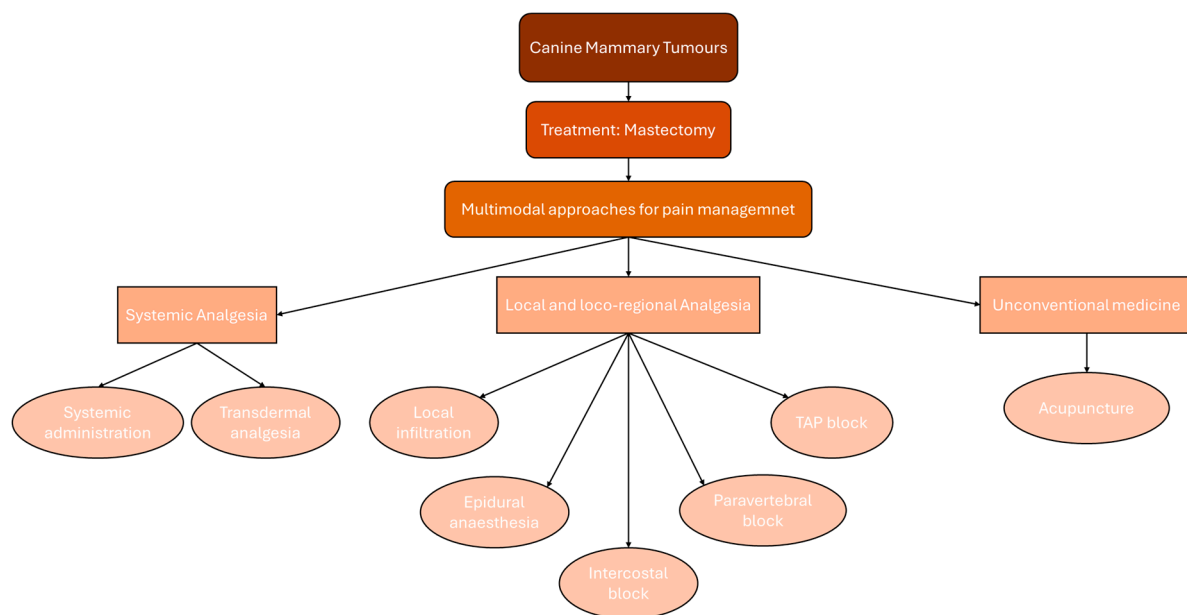 Canine Mammary Tumours
Treatment: Mastectomy
Multimodal approaches for pain managemnet
Systemic Analgesia
Local and loco-regional Analgesia
Unconventional medicine
Systemic
administration
Transdermal
analgesia
Local
infiltration
TAP block
Acupuncture
Epidural
anaesthesia
Paravertebral
block
Intercostal
block